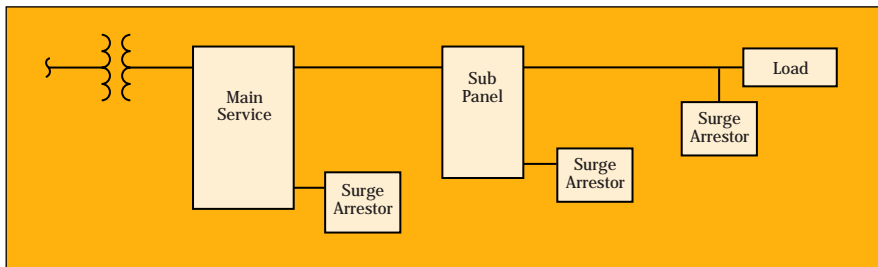 Main
Service
Surge
Arrestor
Sub
Panel
Surge
Arrestor
Load
Surge
Arrestor